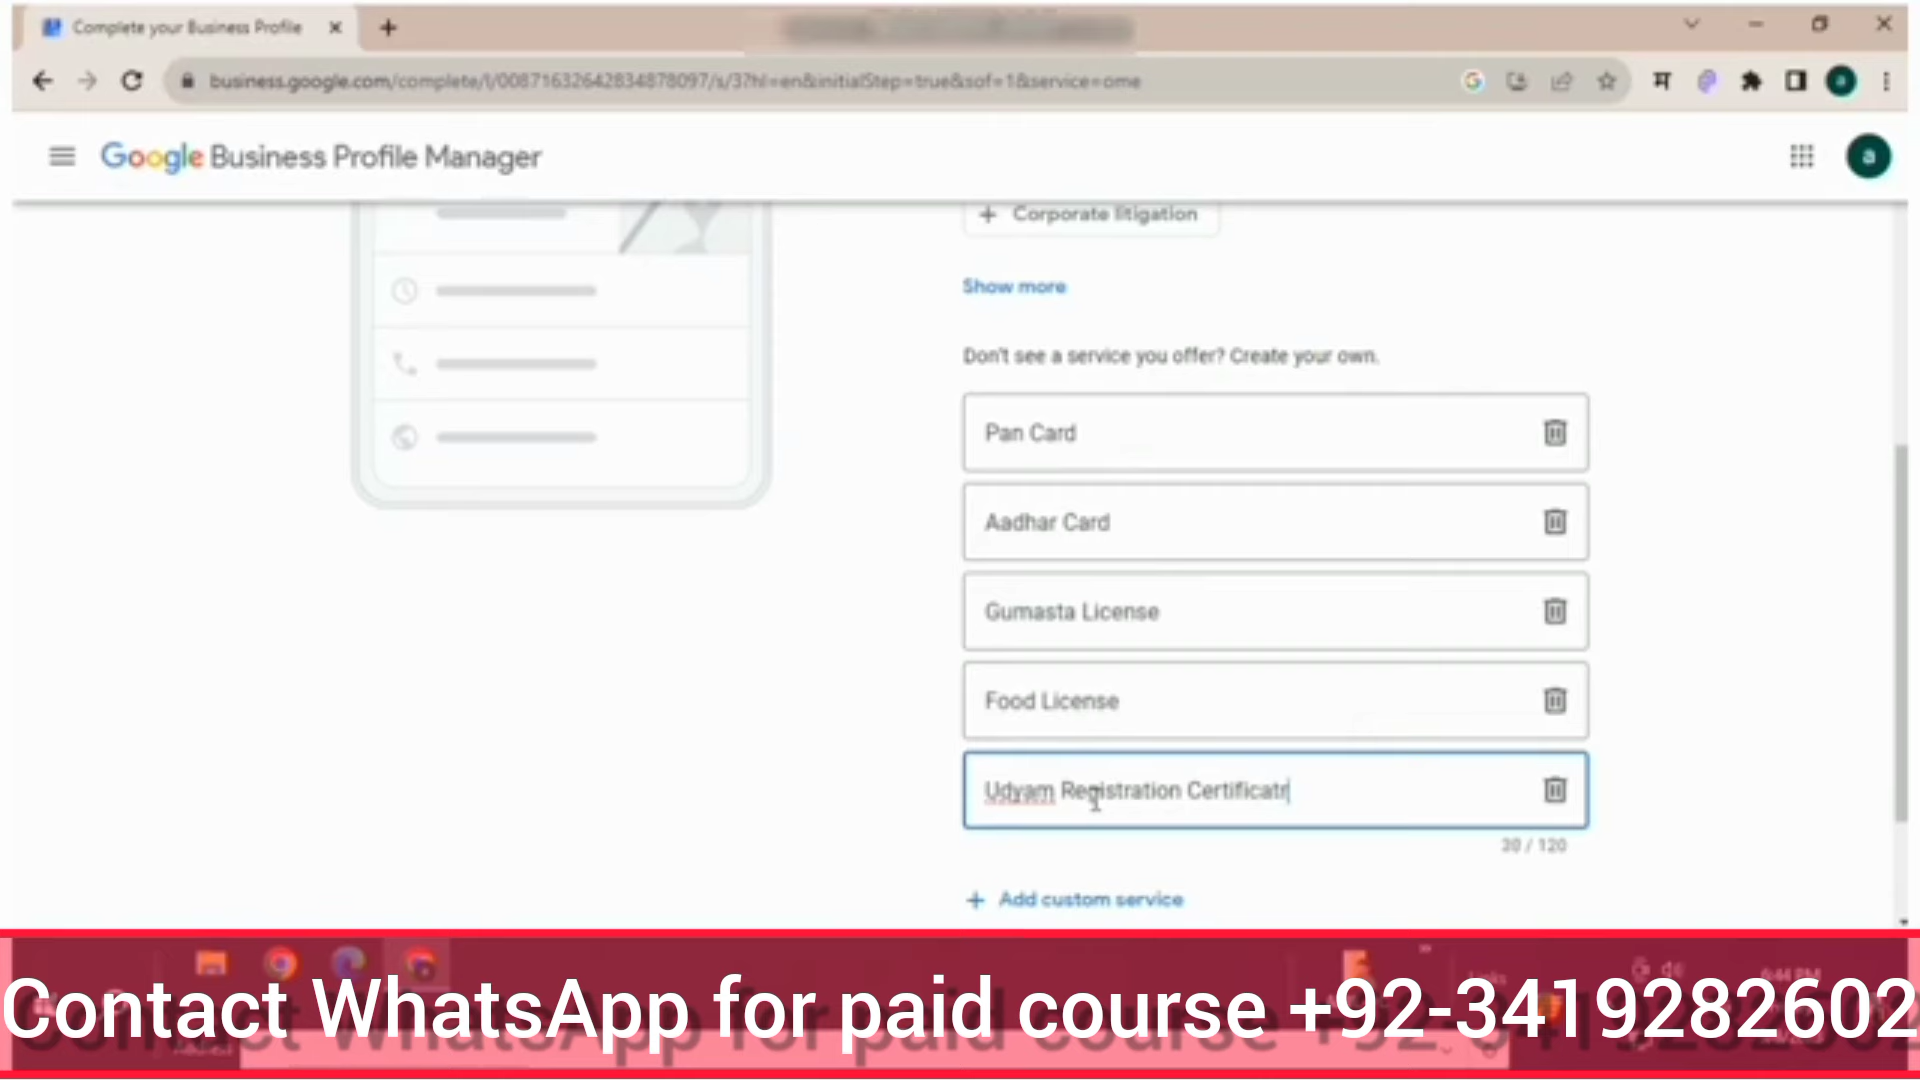 Complete your Business Profile
business.google.com/complete/l/00871632642834878097/s/3?hl=en&initialStep=true&sof=1&service=ome
Google Business Profile Manager
a
+ Corporate litigation
Show more
Don't see a service you offer? Create your own.
Pan Card
Aadhar Card
Gumasta License
Food License
Udyam Registration Certificatr
30 / 120
+ Add custom service
Contact WhatsApp for paid course +92-3419282602